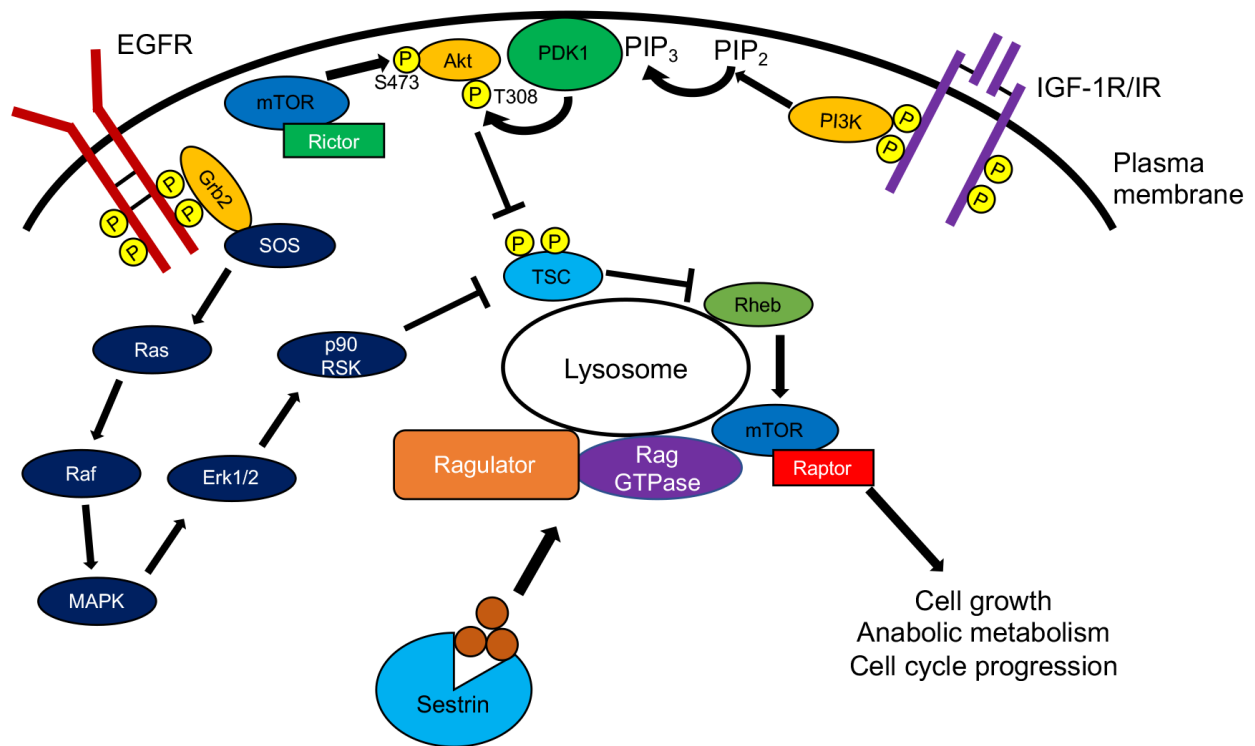 EGFR
P
Akt
S473
P
T308
PDK1
PIP3
PIP2
IGF-1R/IR
mTOR
Rictor
PI3K
P
P
P
P
Plasma
membrane
Grb2
P
P
P
P
SOS
P
P
TSC
Rheb
Ras
p90
RSK
Lysosome
mTOR
Raptor
Raf
Erk1/2
Ragulator
Rag
GTPase
MAPK
Sestrin
Cell growth
Anabolic metabolism
Cell cycle progression